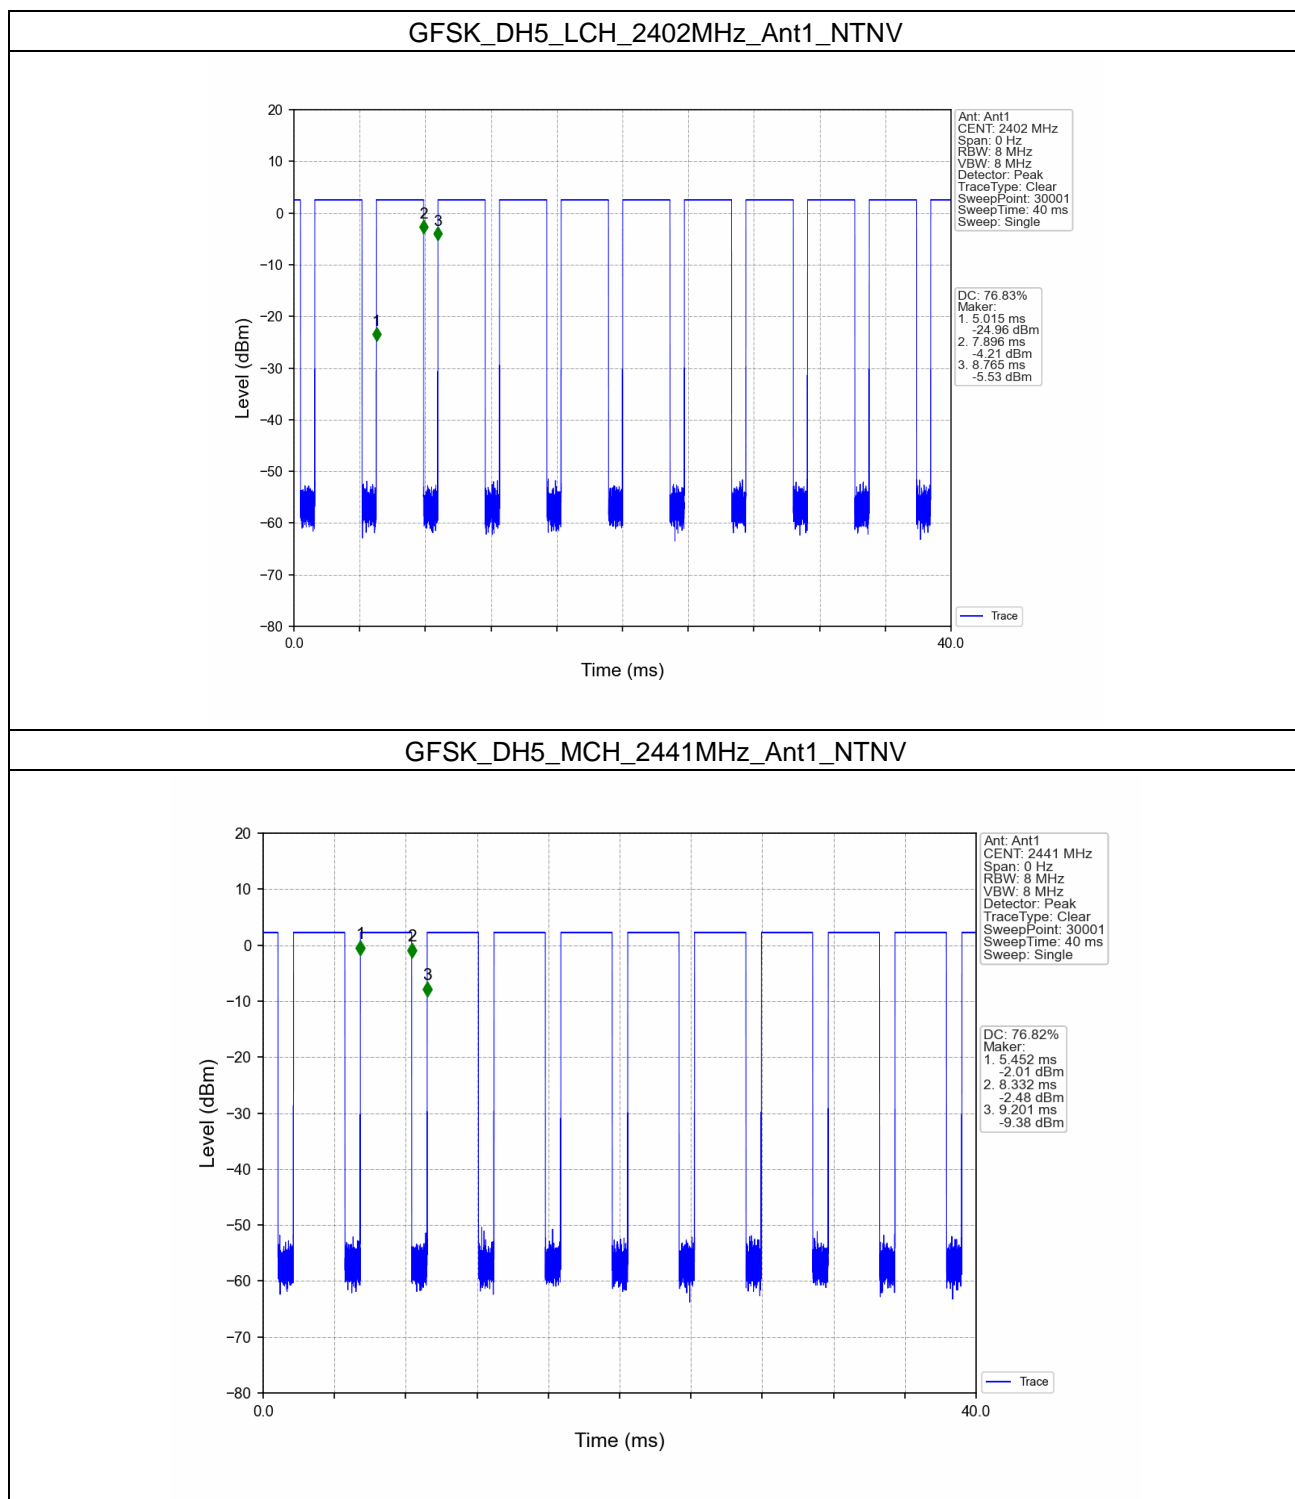 GFSK_DH5_LCH_2402MHz_Ant1_NTNV
20
10
0
−10
−20
−30
−40
−50
−60
−70
−80
Level (dBm)
0.0
40.0
Time (ms)
1
2
3
Ant: Ant1
CENT: 2402 MHz
Span: 0 Hz
RBW: 8 MHz
VBW: 8 MHz
Detector: Peak
TraceType: Clear
SweepPoint: 30001
SweepTime: 40 ms
Sweep: Single
DC: 76.83%
Maker:
1. 5.015 ms
-24.96 dBm
2. 7.896 ms
-4.21 dBm
3. 8.765 ms
-5.53 dBm
Trace
GFSK_DH5_MCH_2441MHz_Ant1_NTNV
20
10
0
−10
−20
−30
−40
−50
−60
−70
−80
Level (dBm)
0.0
40.0
Time (ms)
1
2
3
Ant: Ant1
CENT: 2441 MHz
Span: 0 Hz
RBW: 8 MHz
VBW: 8 MHz
Detector: Peak
TraceType: Clear
SweepPoint: 30001
SweepTime: 40 ms
Sweep: Single
DC: 76.82%
Maker:
1. 5.452 ms
-2.01 dBm
2. 8.332 ms
-2.48 dBm
3. 9.201 ms
-9.38 dBm
Trace